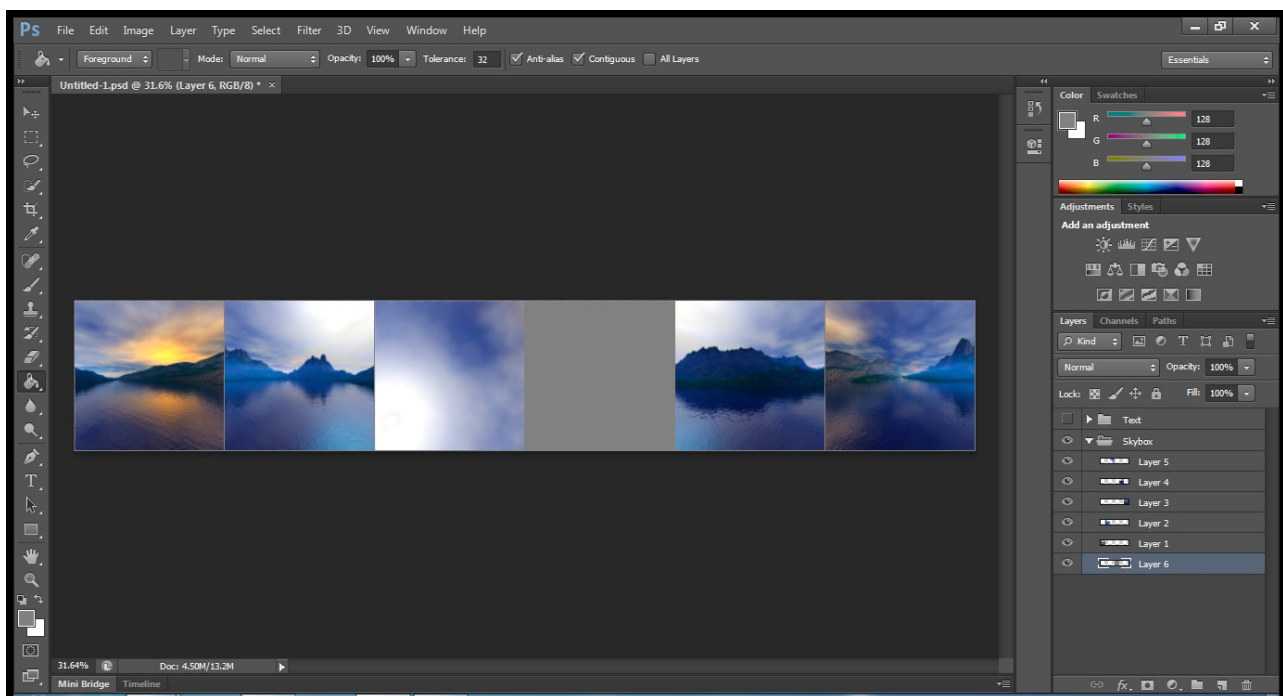 Ps File Edit Image Layer Type Select Filter 3D View Window Help
Foreground Mode: Normal Opacity: 100% Tolerance: 32 Anti-alias Contiguous All Layers Essentials
Untitled-1.psd @ 31.6% (Layer 6, RGB/8) * ×
Color Swatches
R 128
G 128
B 128
Adjustments Styles
Add an adjustment
Layers Channels Paths
Kind
Normal Opacity: 100%
Lock: Fill: 100%
Text
Skybox
Layer 5
Layer 4
Layer 3
Layer 2
Layer 1
Layer 6
31.64% Doc: 4.50M/13.2M
Mini Bridge Timeline
fx